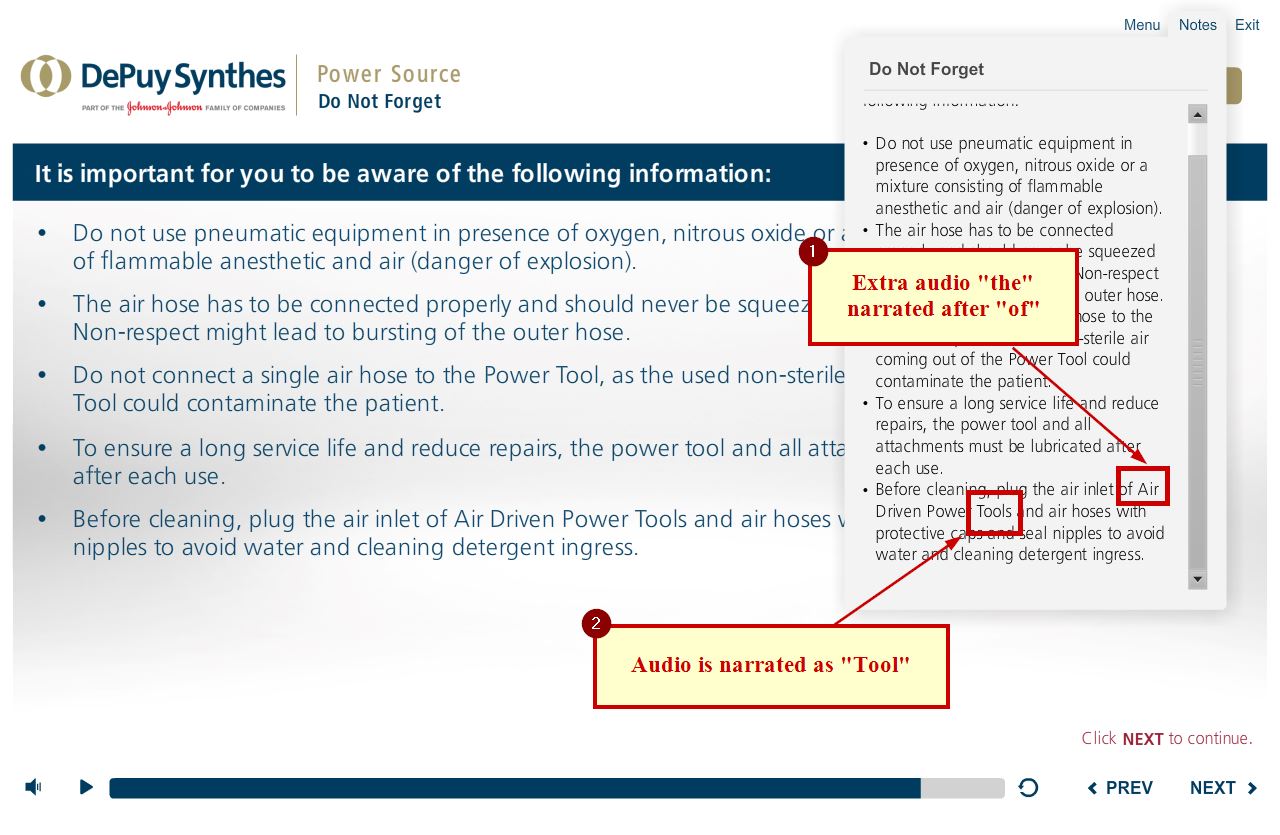 Menu Notes Exit
DePuy Synthes
PART OF THE Johnson & Johnson FAMILY OF COMPANIES
Power Source
Do Not Forget
It is important for you to be aware of the following information:
• Do not use pneumatic equipment in presence of oxygen, nitrous oxide or
of flammable anesthetic and air (danger of explosion).
• The air hose has to be connected properly and should never be squeez
Non-respect might lead to bursting of the outer hose.
• Do not connect a single air hose to the Power Tool, as the used non-sterile
Tool could contaminate the patient.
• To ensure a long service life and reduce repairs, the power tool and all atta
after each use.
• Before cleaning, plug the air inlet of Air Driven Power Tools and air hoses
nipples to avoid water and cleaning detergent ingress.
Do Not Forget
following information:
• Do not use pneumatic equipment in
presence of oxygen, nitrous oxide or a
mixture consisting of flammable
anesthetic and air (danger of explosion).
• The air hose has to be connected
squeezed
Non-respect
outer hose.
hose to the
-sterile air
coming out of the Power Tool could
contaminate the patient.
• To ensure a long service life and reduce
repairs, the power tool and all
attachments must be lubricated after
each use.
• Before cleaning, plug the air inlet of Air
Driven Power Tools and air hoses with
protective caps and seal nipples to avoid
water and cleaning detergent ingress.
1
Extra audio "the"
narrated after "of"
2
Audio is narrated as "Tool"
Click NEXT to continue.
PREV NEXT